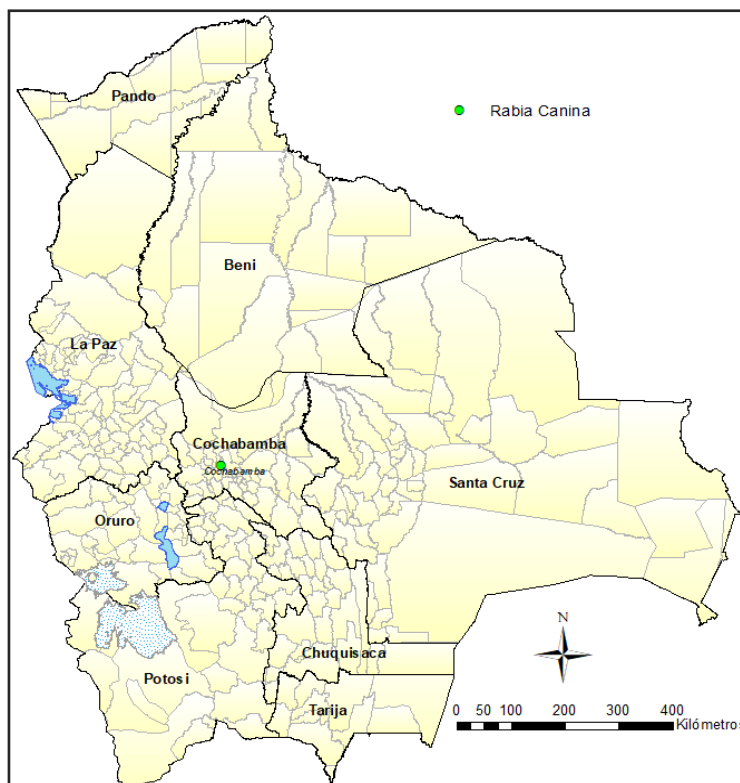 Pando
Rabia Canina
Beni
La Paz
Cochabamba
Cochabamba
Santa Cruz
Oruro
N
Chuquisaca
Potosi
Tarija
0 50 100 200 300 400
Kilómetros